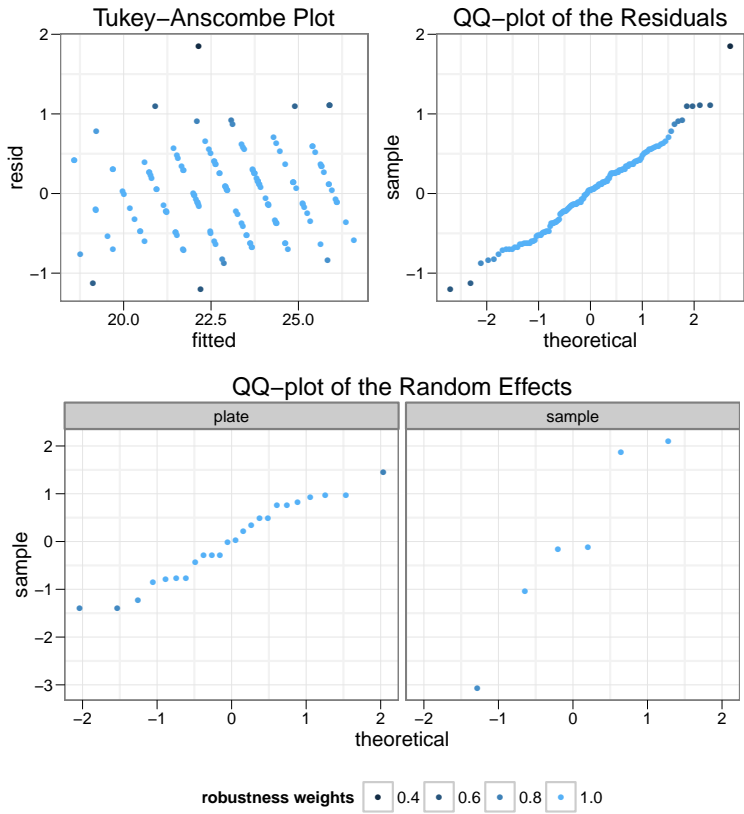 Tukey−Anscombe Plot
QQ−plot of the Residuals
2
1
0
−1
resid
20.0 22.5 25.0
fitted
2
1
0
−1
sample
−2 −1 0 1 2
theoretical
QQ−plot of the Random Effects
plate sample
2
1
0
−1
−2
−3
sample
−2 −1 0 1 2 −2 −1 0 1 2
theoretical
robustness weights 0.4 0.6 0.8 1.0